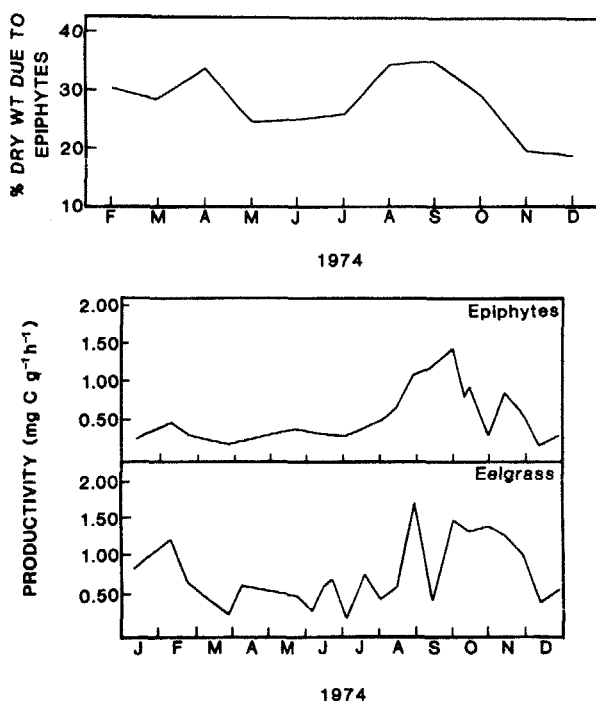 % DRY WT DUE TO
EPIPHYTES
40
30
20
10
F M A M J J A S O N D
1974
PRODUCTIVITY (mg C g⁻¹h⁻¹)
Epiphytes
2.00
1.50
1.00
0.50
Eelgrass
2.00
1.50
1.00
0.50
J F M A M J J A S O N D
1974